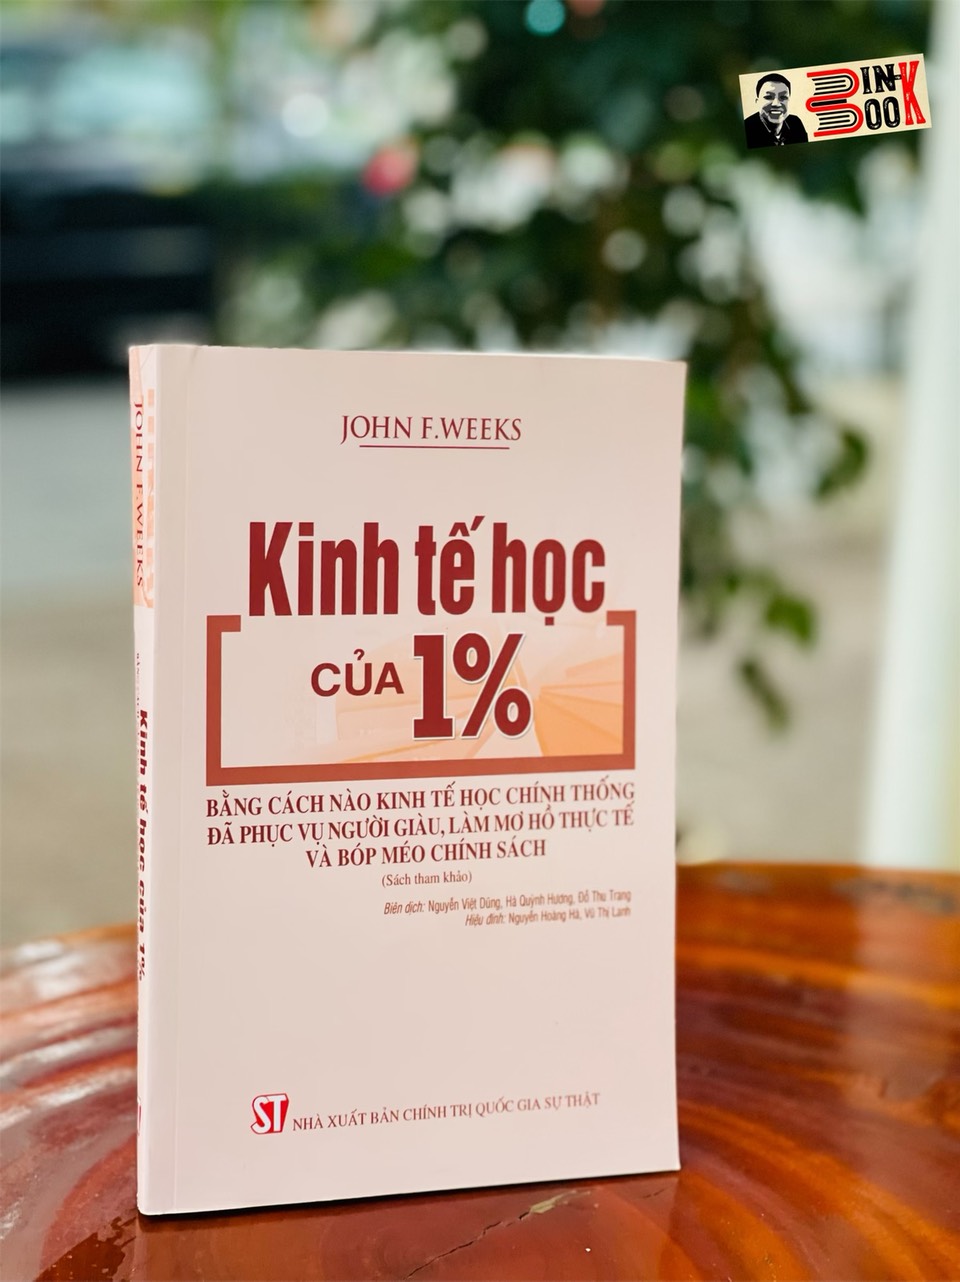 BIN-
BOOK
JOHN F.WEEKS
Kinh tế học
CỦA 1%
BẰNG CÁCH NÀO KINH TẾ HỌC CHÍNH THỐNG
ĐÃ PHỤC VỤ NGƯỜI GIÀU, LÀM MƠ HỒ THỰC TẾ
VÀ BÓP MÉO CHÍNH SÁCH
(Sách tham khảo)
Biên dịch: Nguyễn Việt Dũng, Hà Quỳnh Hương, Đỗ Thu Trang
Hiệu đính: Nguyễn Hoàng Hà, Vũ Thị Lanh
ST NHÀ XUẤT BẢN CHÍNH TRỊ QUỐC GIA SỰ THẬT
JOHN F.WEEKS
Kinh tế học của 1%